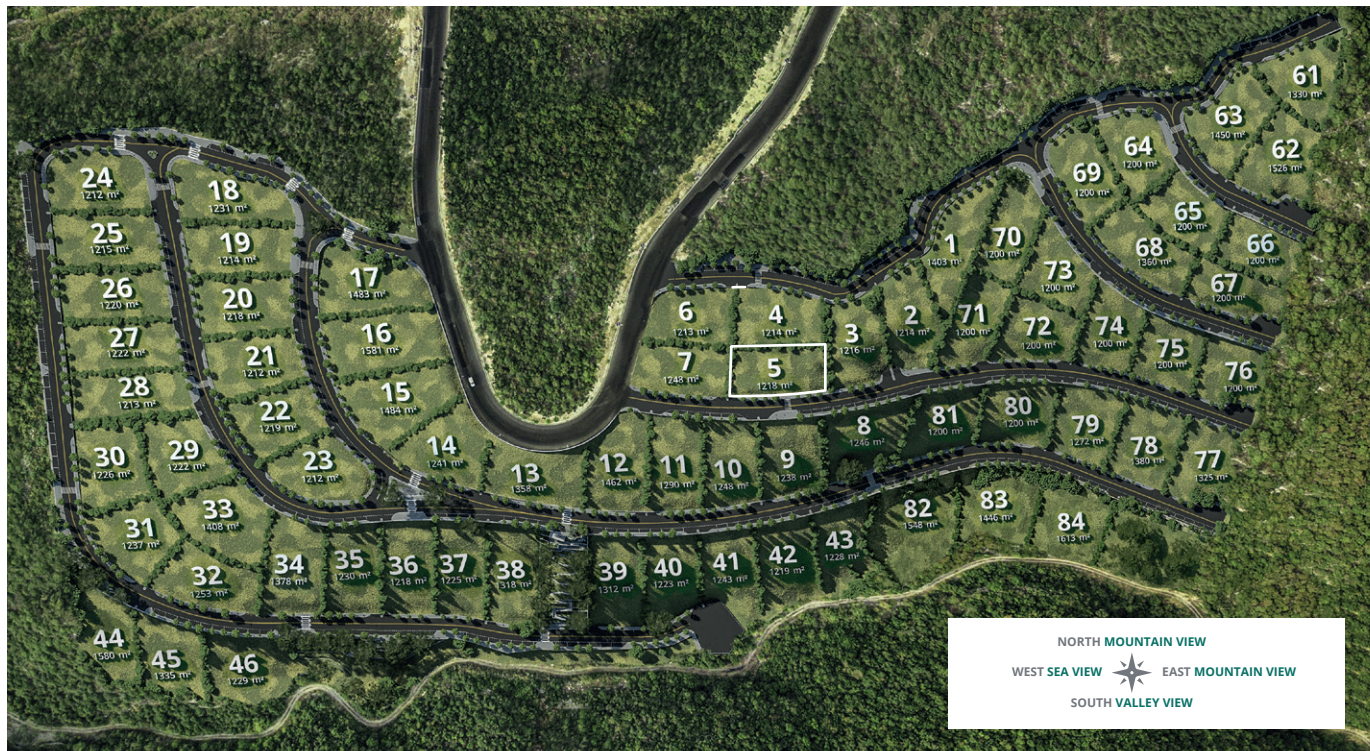 61
1330 m²
63
1450 m²
62
1526 m²
64
1200 m²
69
1200 m²
65
1200 m²
66
1200 m²
68
1360 m²
67
1200 m²
1
1403 m²
70
1200 m²
73
1200 m²
24
1212 m²
18
1231 m²
25
1215 m²
19
1214 m²
17
1483 m²
26
1220 m²
20
1218 m²
6
1213 m²
4
1214 m²
3
1216 m²
2
1214 m²
71
1200 m²
72
1200 m²
74
1200 m²
75
1200 m²
76
1200 m²
27
1222 m²
21
1212 m²
16
1581 m²
7
1248 m²
5
1218 m²
28
1213 m²
22
1219 m²
15
1484 m²
30
1226 m²
29
1222 m²
23
1212 m²
14
1241 m²
13
1358 m²
12
1462 m²
11
1290 m²
10
1248 m²
9
1238 m²
8
1246 m²
81
1200 m²
80
1200 m²
79
1272 m²
78
1380 m²
77
1325 m²
31
1237 m²
33
1408 m²
32
1253 m²
34
1378 m²
35
1230 m²
36
1218 m²
37
1225 m²
38
1318 m²
39
1312 m²
40
1223 m²
41
1243 m²
42
1219 m²
43
1228 m²
82
1548 m²
83
1446 m²
84
1613 m²
44
1580 m²
45
1335 m²
46
1229 m²
NORTH MOUNTAIN VIEW
WEST SEA VIEW EAST MOUNTAIN VIEW
SOUTH VALLEY VIEW